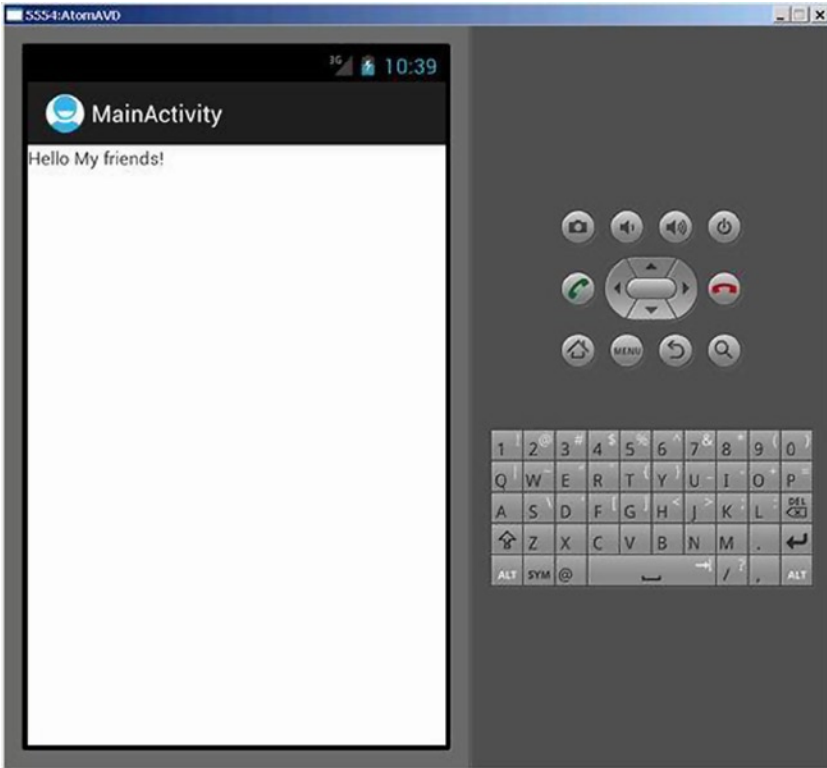 5554:AtomAVD
3G 10:39
MainActivity
Hello My friends!
MENU
1 ! 2 @ 3 # 4 $ 5 % 6 ^ 7 & 8 * 9 ( 0 )
Q W ~ E " R T { Y } U - I O + P =
A S \ D ' F [ G ] H < J > K ; L : DEL
Z X C V B N M .
ALT SYM @ / ? , ALT